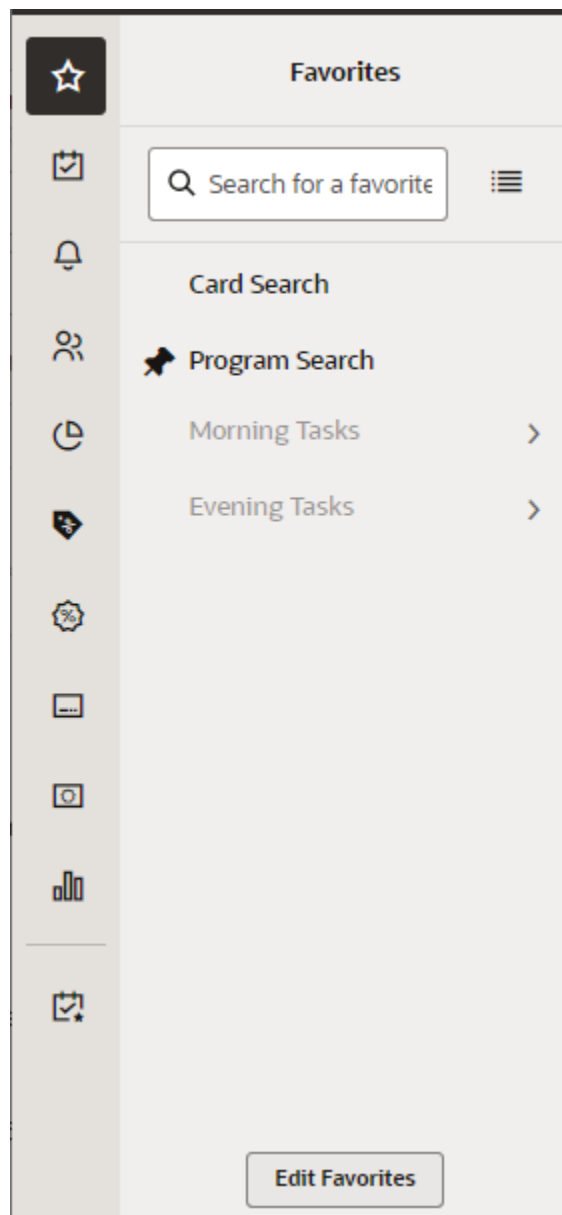 Favorites
Search for a favorite
Card Search
Program Search
Morning Tasks
Evening Tasks
Edit Favorites